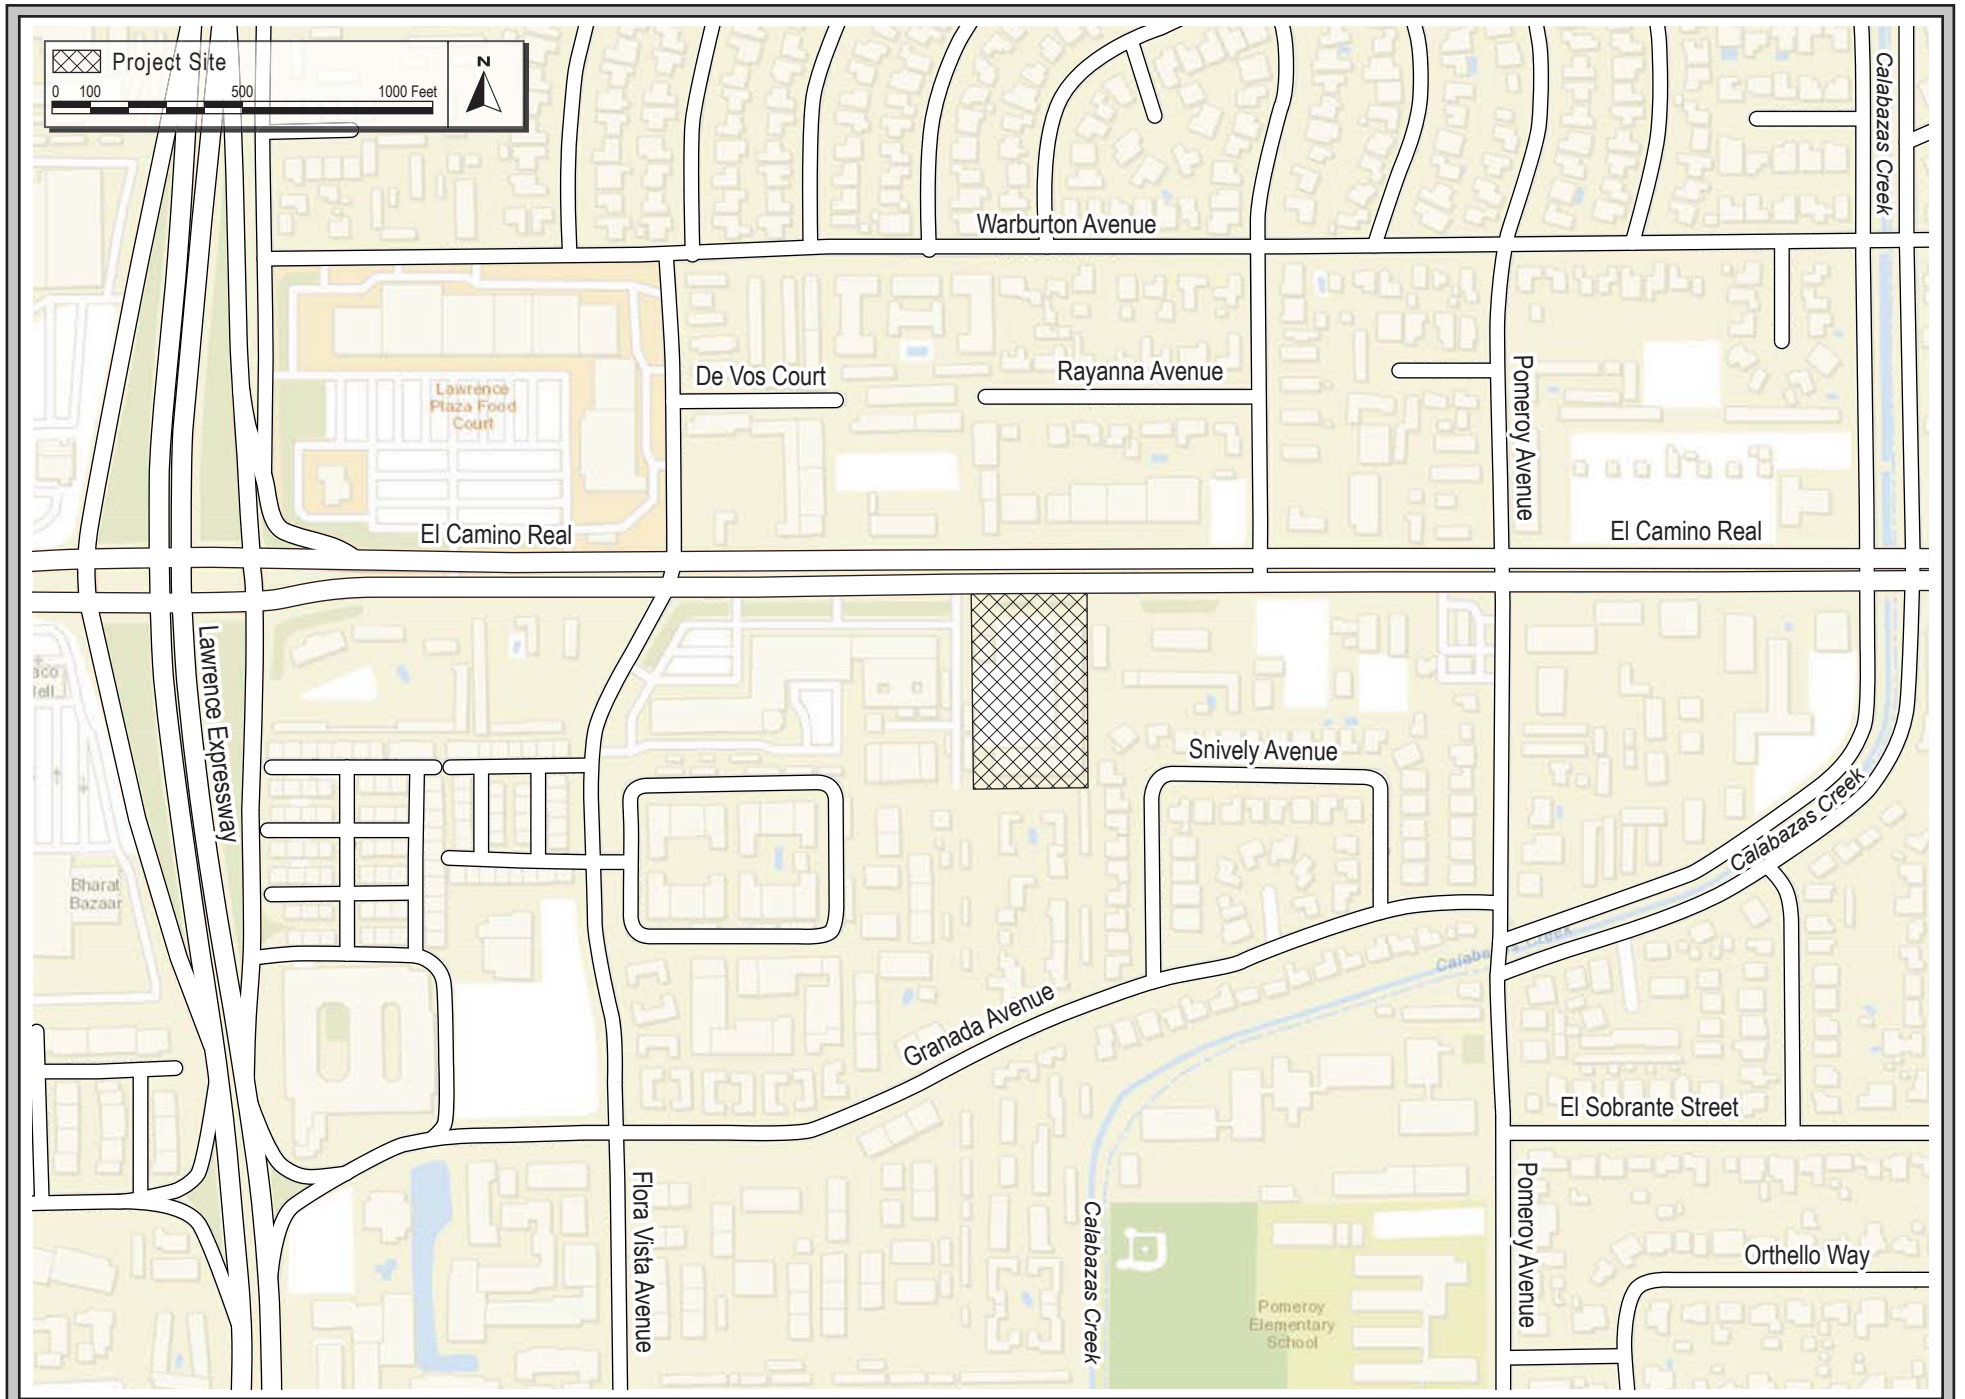 Project Site
N
0 100 500 1000 Feet
Calabazas Creek
Warburton Avenue
De Vos Court
Rayanna Avenue
Lawrence
Plaza Food
Court
Pomeroy Avenue
El Camino Real
El Camino Real
Lawrence Expressway
Snively Avenue
Calabazas Creek
Bharat
Bazaar
Granada Avenue
El Sobrante Street
Flora Vista Avenue
Calabazas Creek
Pomeroy Avenue
Orthello Way
Pomeroy
Elementary
School